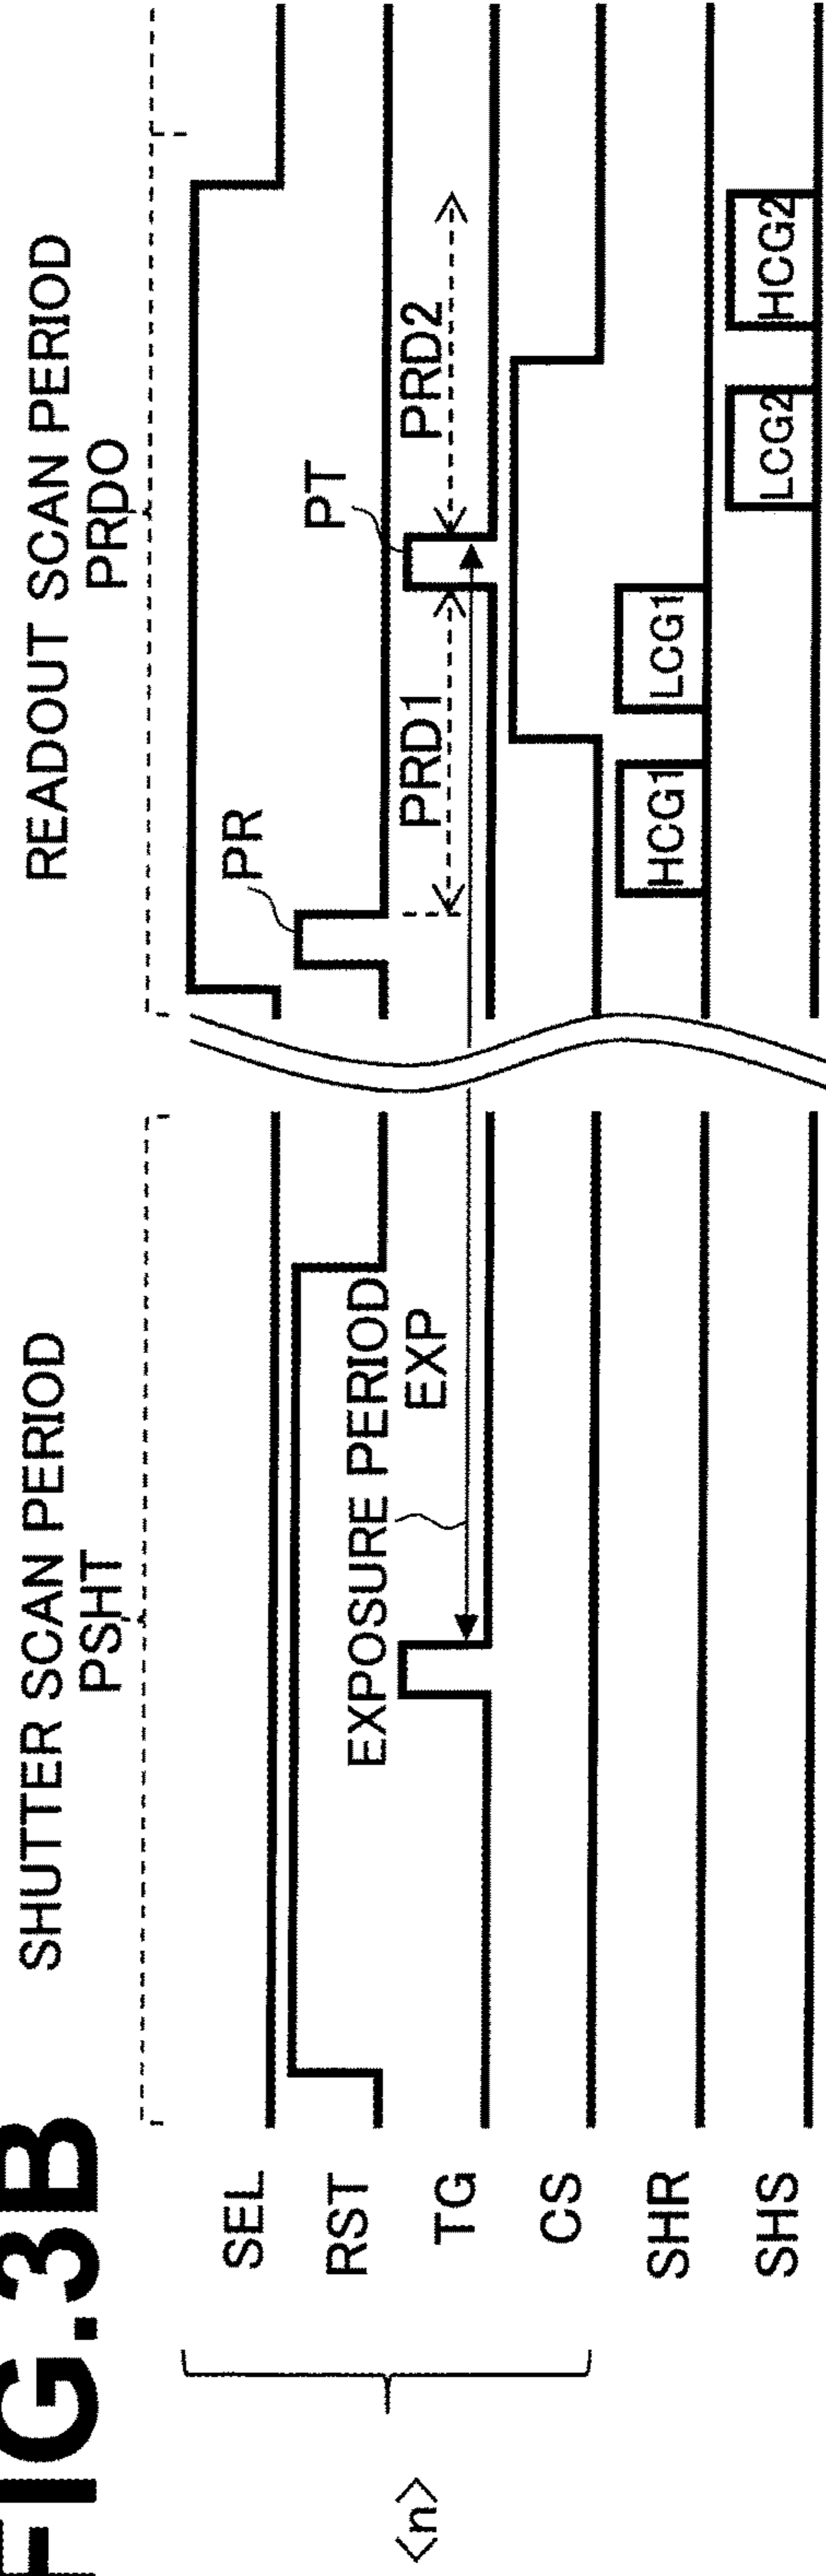 FIG.3B
SHUTTER SCAN PERIOD
PSHT
READOUT SCAN PERIOD
PRDO
<n>
SEL
RST
PR
PT
TG
EXPOSURE PERIOD
EXP
PRD1
PRD2
CS
SHR
HCG1
LCG1
SHS
LCG2
HCG2